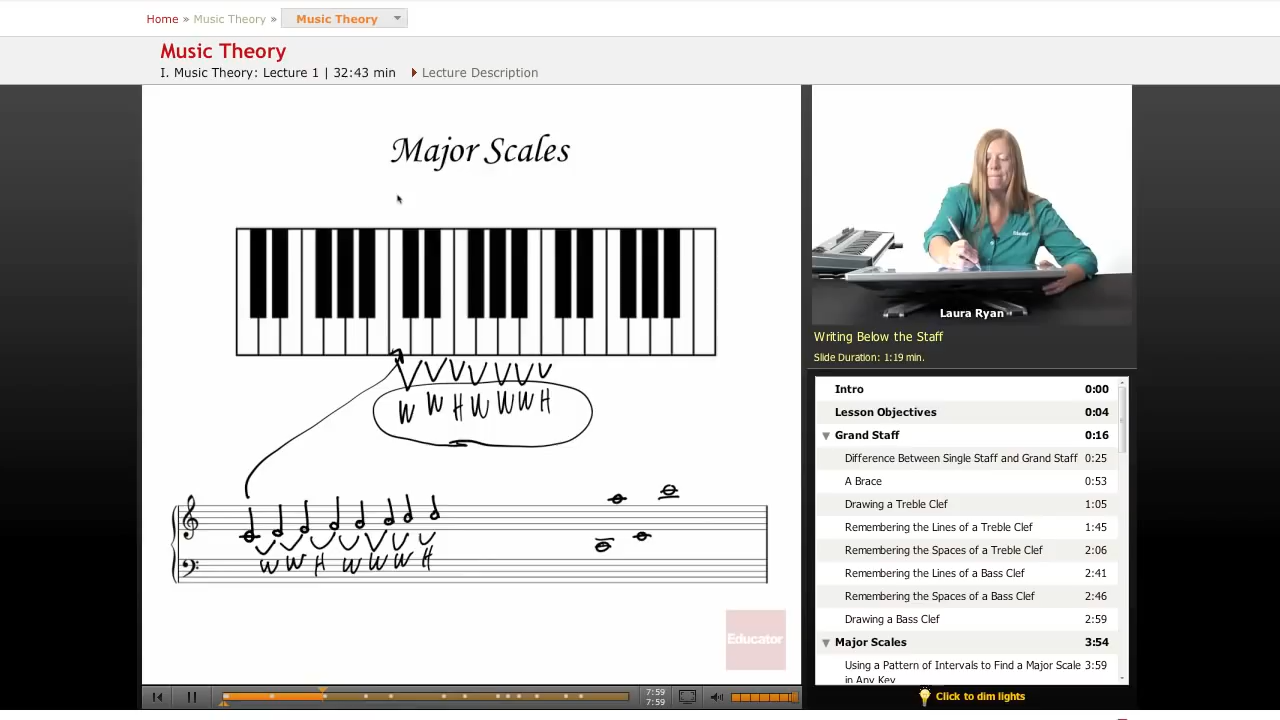 Home » Music Theory » Music Theory
Music Theory
I. Music Theory: Lecture 1 | 32:43 min Lecture Description
Major Scales
W W H W W W H
W W H W W W H
Educator
Laura Ryan
Writing Below the Staff
Slide Duration: 1:19 min.
Intro 0:00
Lesson Objectives 0:04
Grand Staff 0:16
Difference Between Single Staff and Grand Staff 0:25
A Brace 0:53
Drawing a Treble Clef 1:05
Remembering the Lines of a Treble Clef 1:45
Remembering the Spaces of a Treble Clef 2:06
Remembering the Lines of a Bass Clef 2:41
Remembering the Spaces of a Bass Clef 2:46
Drawing a Bass Clef 2:59
Major Scales 3:54
Using a Pattern of Intervals to Find a Major Scale 3:59
in Any Key
7:59
7:59
Click to dim lights